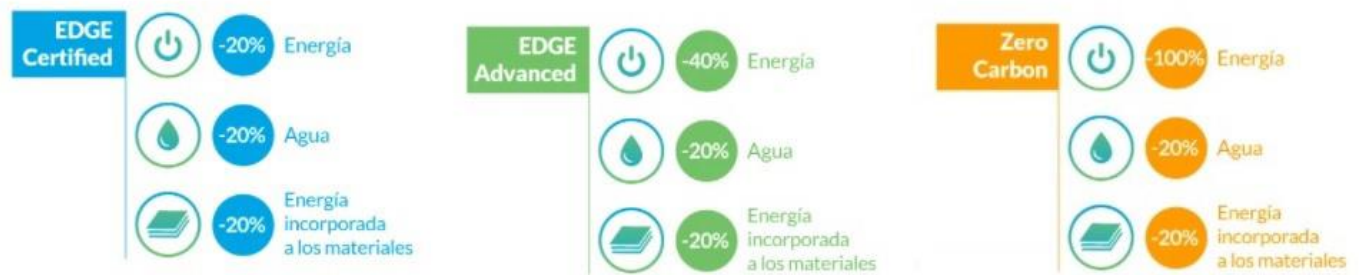 EDGE
Certified
-20% Energía
-20% Agua
-20% Energía
incorporada
a los materiales
EDGE
Advanced
-40% Energía
-20% Agua
-20% Energía
incorporada
a los materiales
Zero
Carbon
-100% Energía
-20% Agua
-20% Energía
incorporada
a los materiales